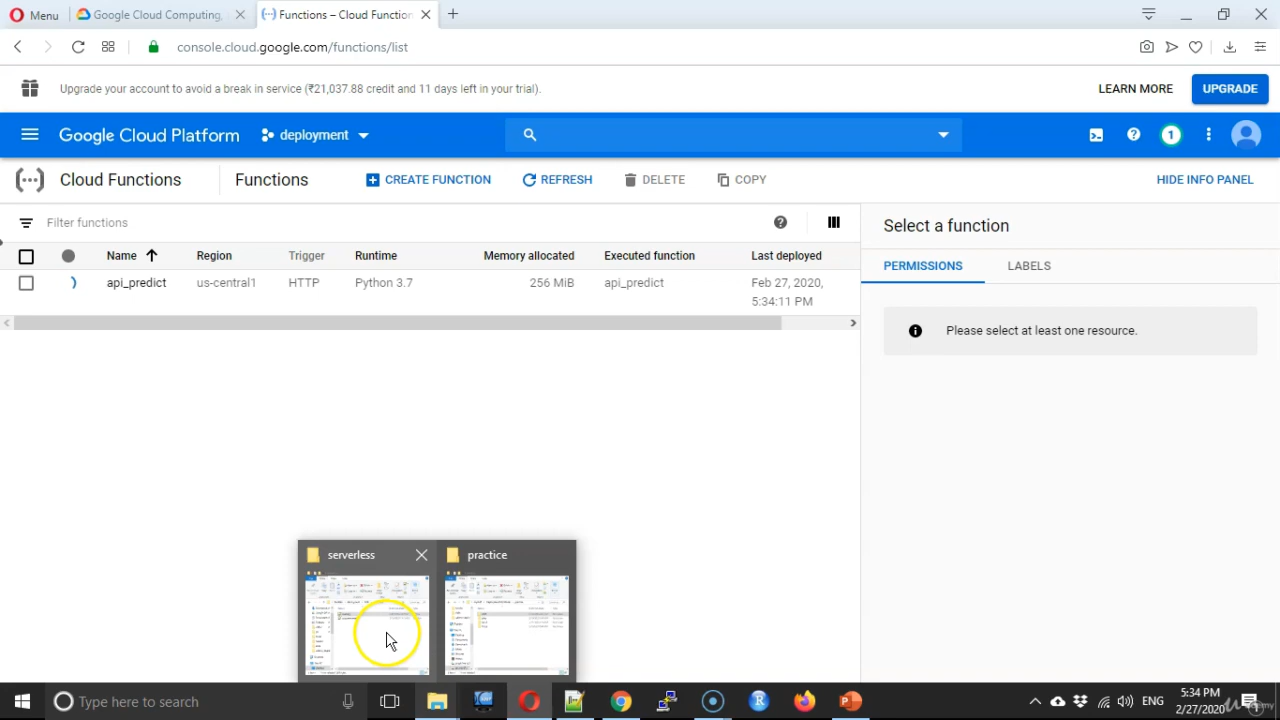 Menu
Google Cloud Computing,
Functions – Cloud Function
console.cloud.google.com/functions/list
Upgrade your account to avoid a break in service (₹21,037.88 credit and 11 days left in your trial).
LEARN MORE
UPGRADE
Google Cloud Platform
deployment
1
Cloud Functions
Functions
CREATE FUNCTION
REFRESH
DELETE
COPY
HIDE INFO PANEL
Filter functions
Select a function
Name
Region
Trigger
Runtime
Memory allocated
Executed function
Last deployed
PERMISSIONS
LABELS
api_predict
us-central1
HTTP
Python 3.7
256 MiB
api_predict
Feb 27, 2020,
5:34:11 PM
Please select at least one resource.
serverless
practice
Type here to search
ENG
5:34 PM
2/27/2020